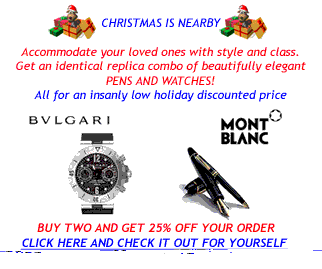 CHRISTMAS IS NEARBY
Accommodate your loved ones with style and class.
Get an identical replica combo of beautifully elegant
PENS AND WATCHES!
All for an insanly low holiday discounted price
BVLGARI
MONT
BLANC
BUY TWO AND GET 25% OFF YOUR ORDER
CLICK HERE AND CHECK IT OUT FOR YOURSELF